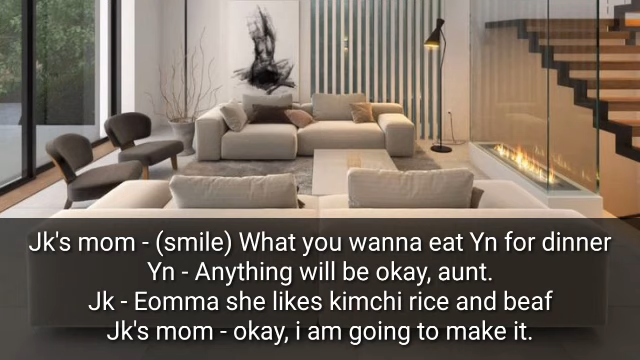 Jk's mom - (smile) What you wanna eat Yn for dinner
Yn - Anything will be okay, aunt.
Jk - Eomma she likes kimchi rice and beaf
Jk's mom - okay, i am going to make it.